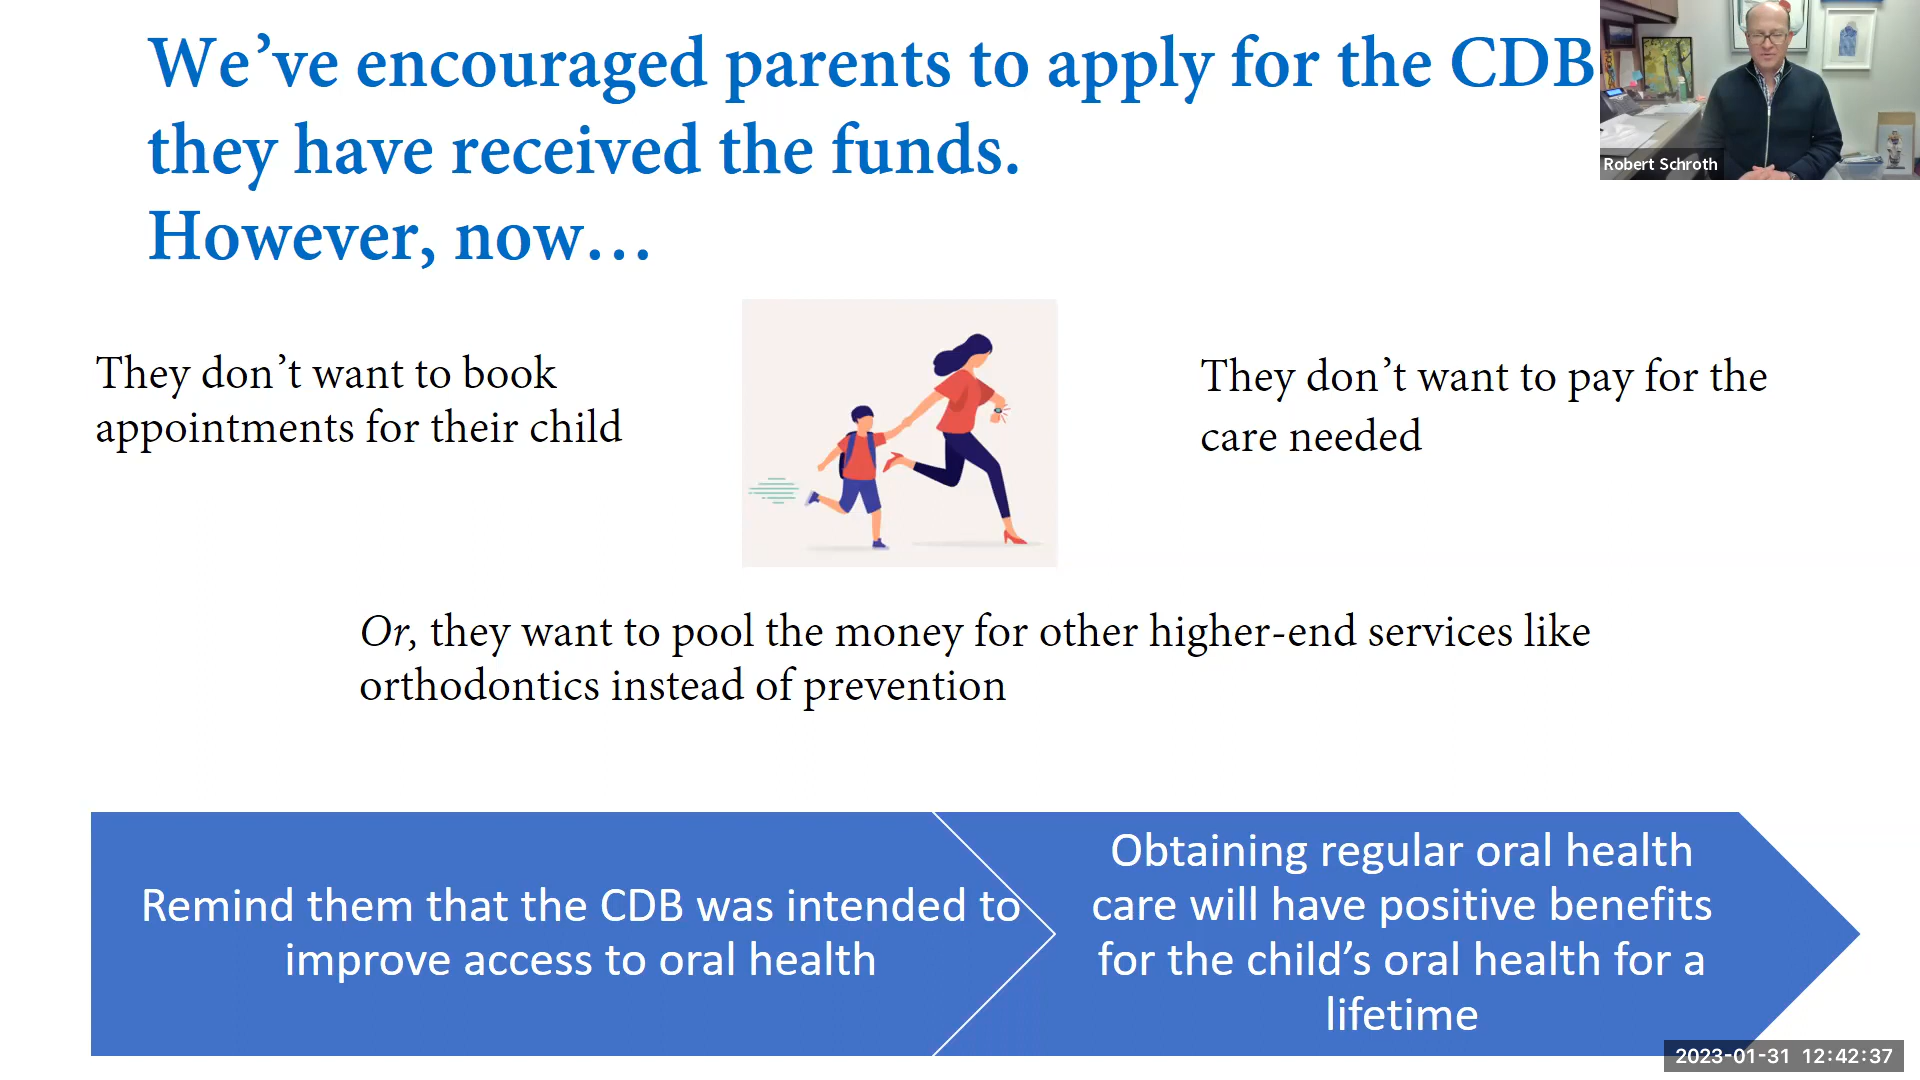 We’ve encouraged parents to apply for the CDB
they have received the funds.
However, now…
Robert Schroth
They don’t want to book
appointments for their child
They don’t want to pay for the
care needed
Or, they want to pool the money for other higher-end services like
orthodontics instead of prevention
Remind them that the CDB was intended to
improve access to oral health
Obtaining regular oral health
care will have positive benefits
for the child’s oral health for a
lifetime
2023-01-31 12:42:37